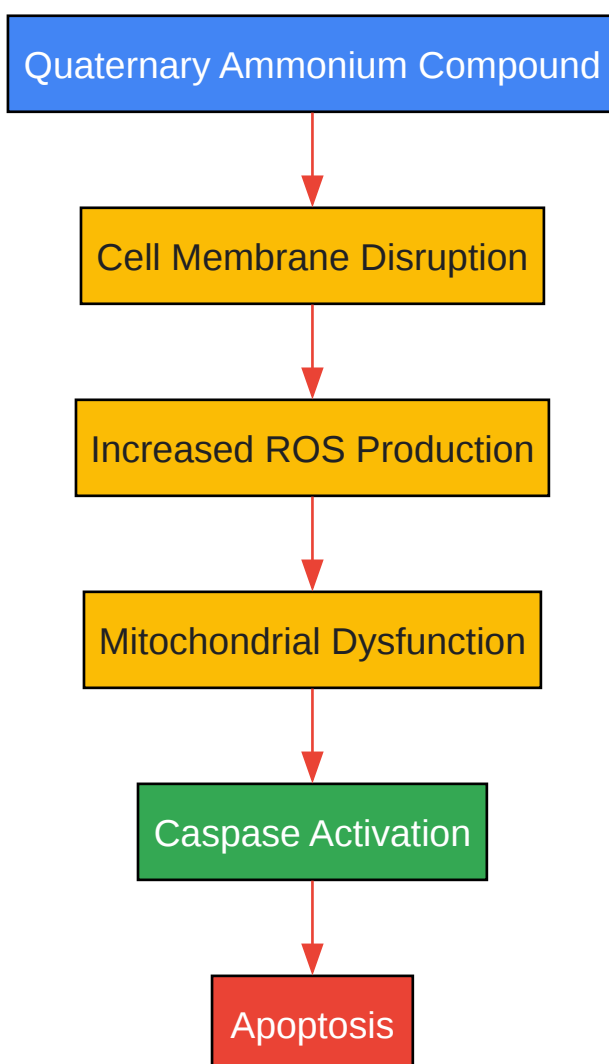 Quaternary Ammonium Compound
Cell Membrane Disruption
Increased ROS Production
Mitochondrial Dysfunction
Caspase Activation
Apoptosis